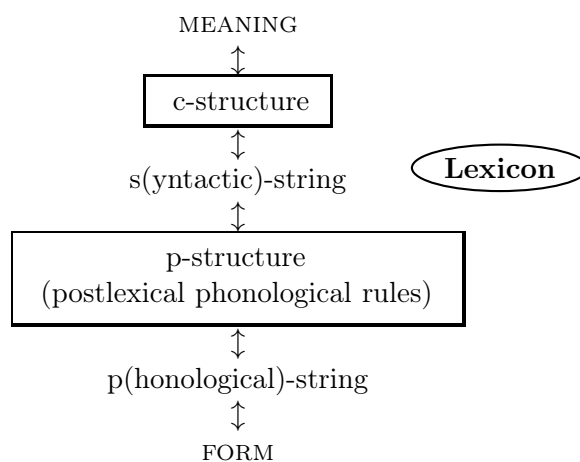 MEANING
c-structure
s(yntactic)-string
Lexicon
p-structure
(postlexical phonological rules)
p(honological)-string
FORM